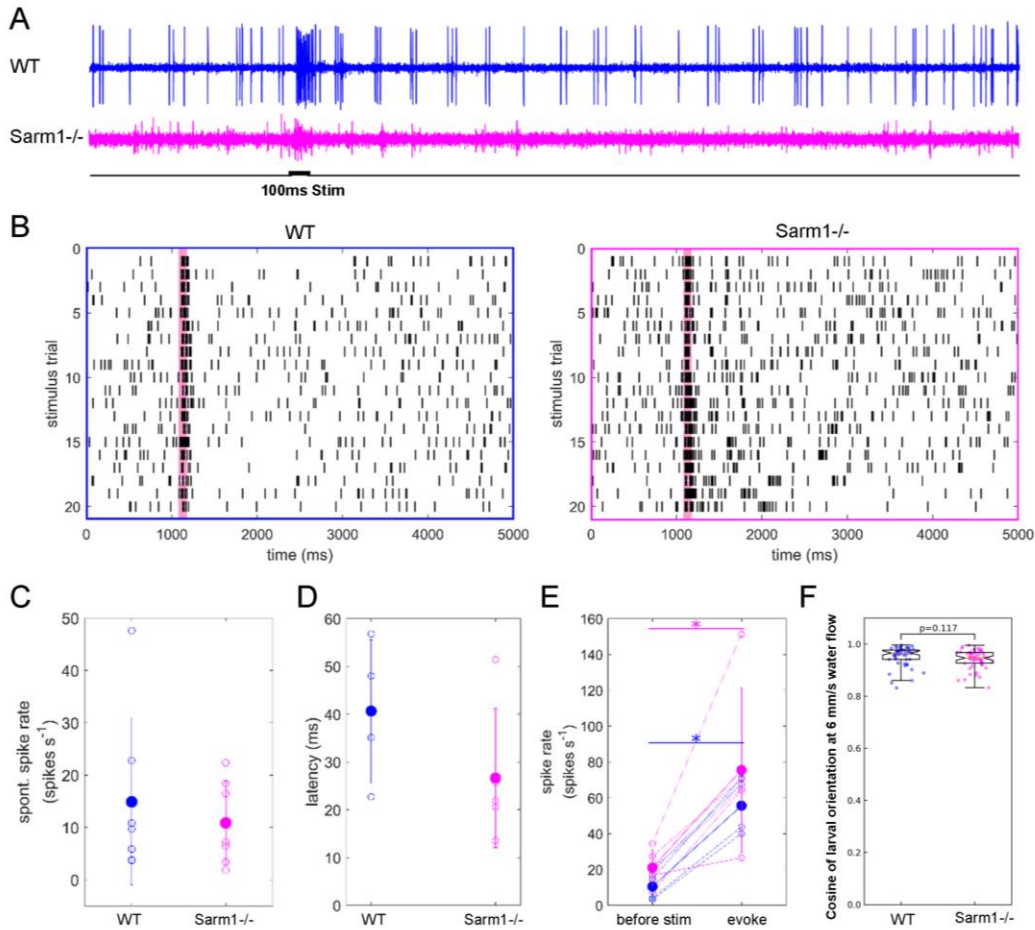 A
WT
Sarm1-/-
100ms Stim
B
WT
Sarm1-/-
0
5
10
15
20
stimulus trial
0 1000 2000 3000 4000 5000
time (ms)
0
5
10
15
20
stimulus trial
0 1000 2000 3000 4000 5000
time (ms)
C
50
40
30
20
10
0
spont. spike rate
(spikes s-1)
WT Sarm1-/-
D
60
50
40
30
20
10
0
latency (ms)
WT Sarm1-/-
E
160
140
120
100
80
60
40
20
0
spike rate
(spikes s-1)
*
*
before stim evoke
F
p=0.117
1.0
0.8
0.6
0.4
0.2
0.0
Cosine of larval orientation at 6 mm/s water flow
WT Sarm1-/-